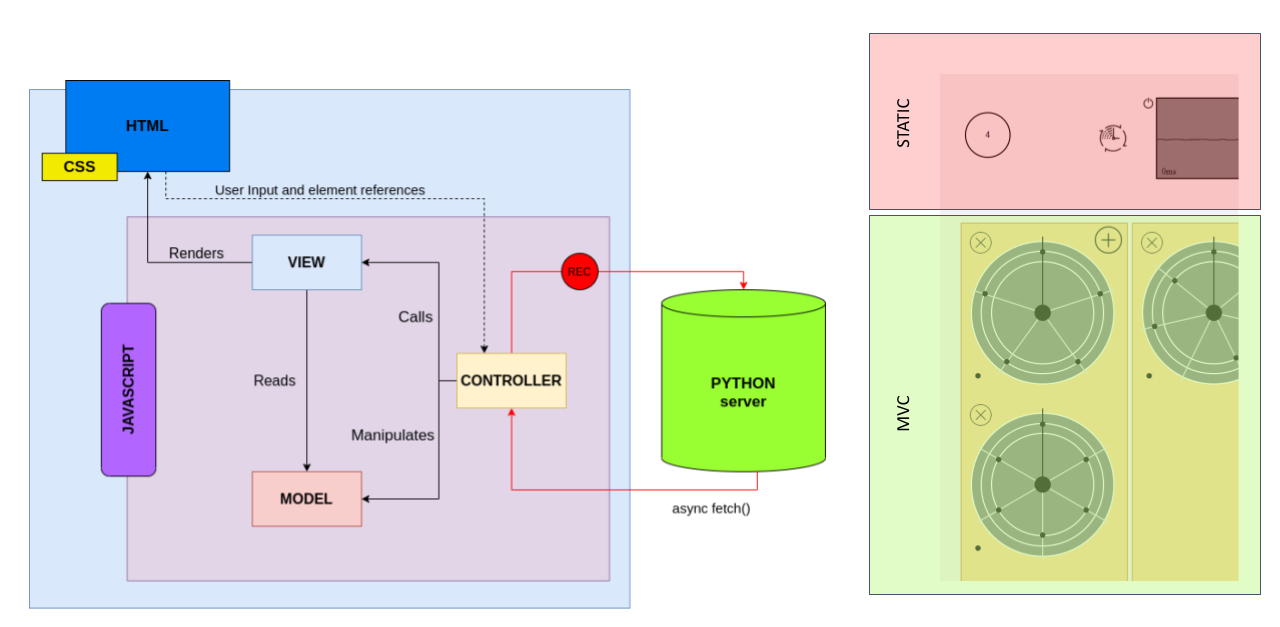 HTML
CSS
User Input and element references
Renders
VIEW
REC
Calls
JAVASCRIPT
Reads
CONTROLLER
PYTHON
server
Manipulates
MODEL
async fetch()
STATIC
4
0ms
MVC